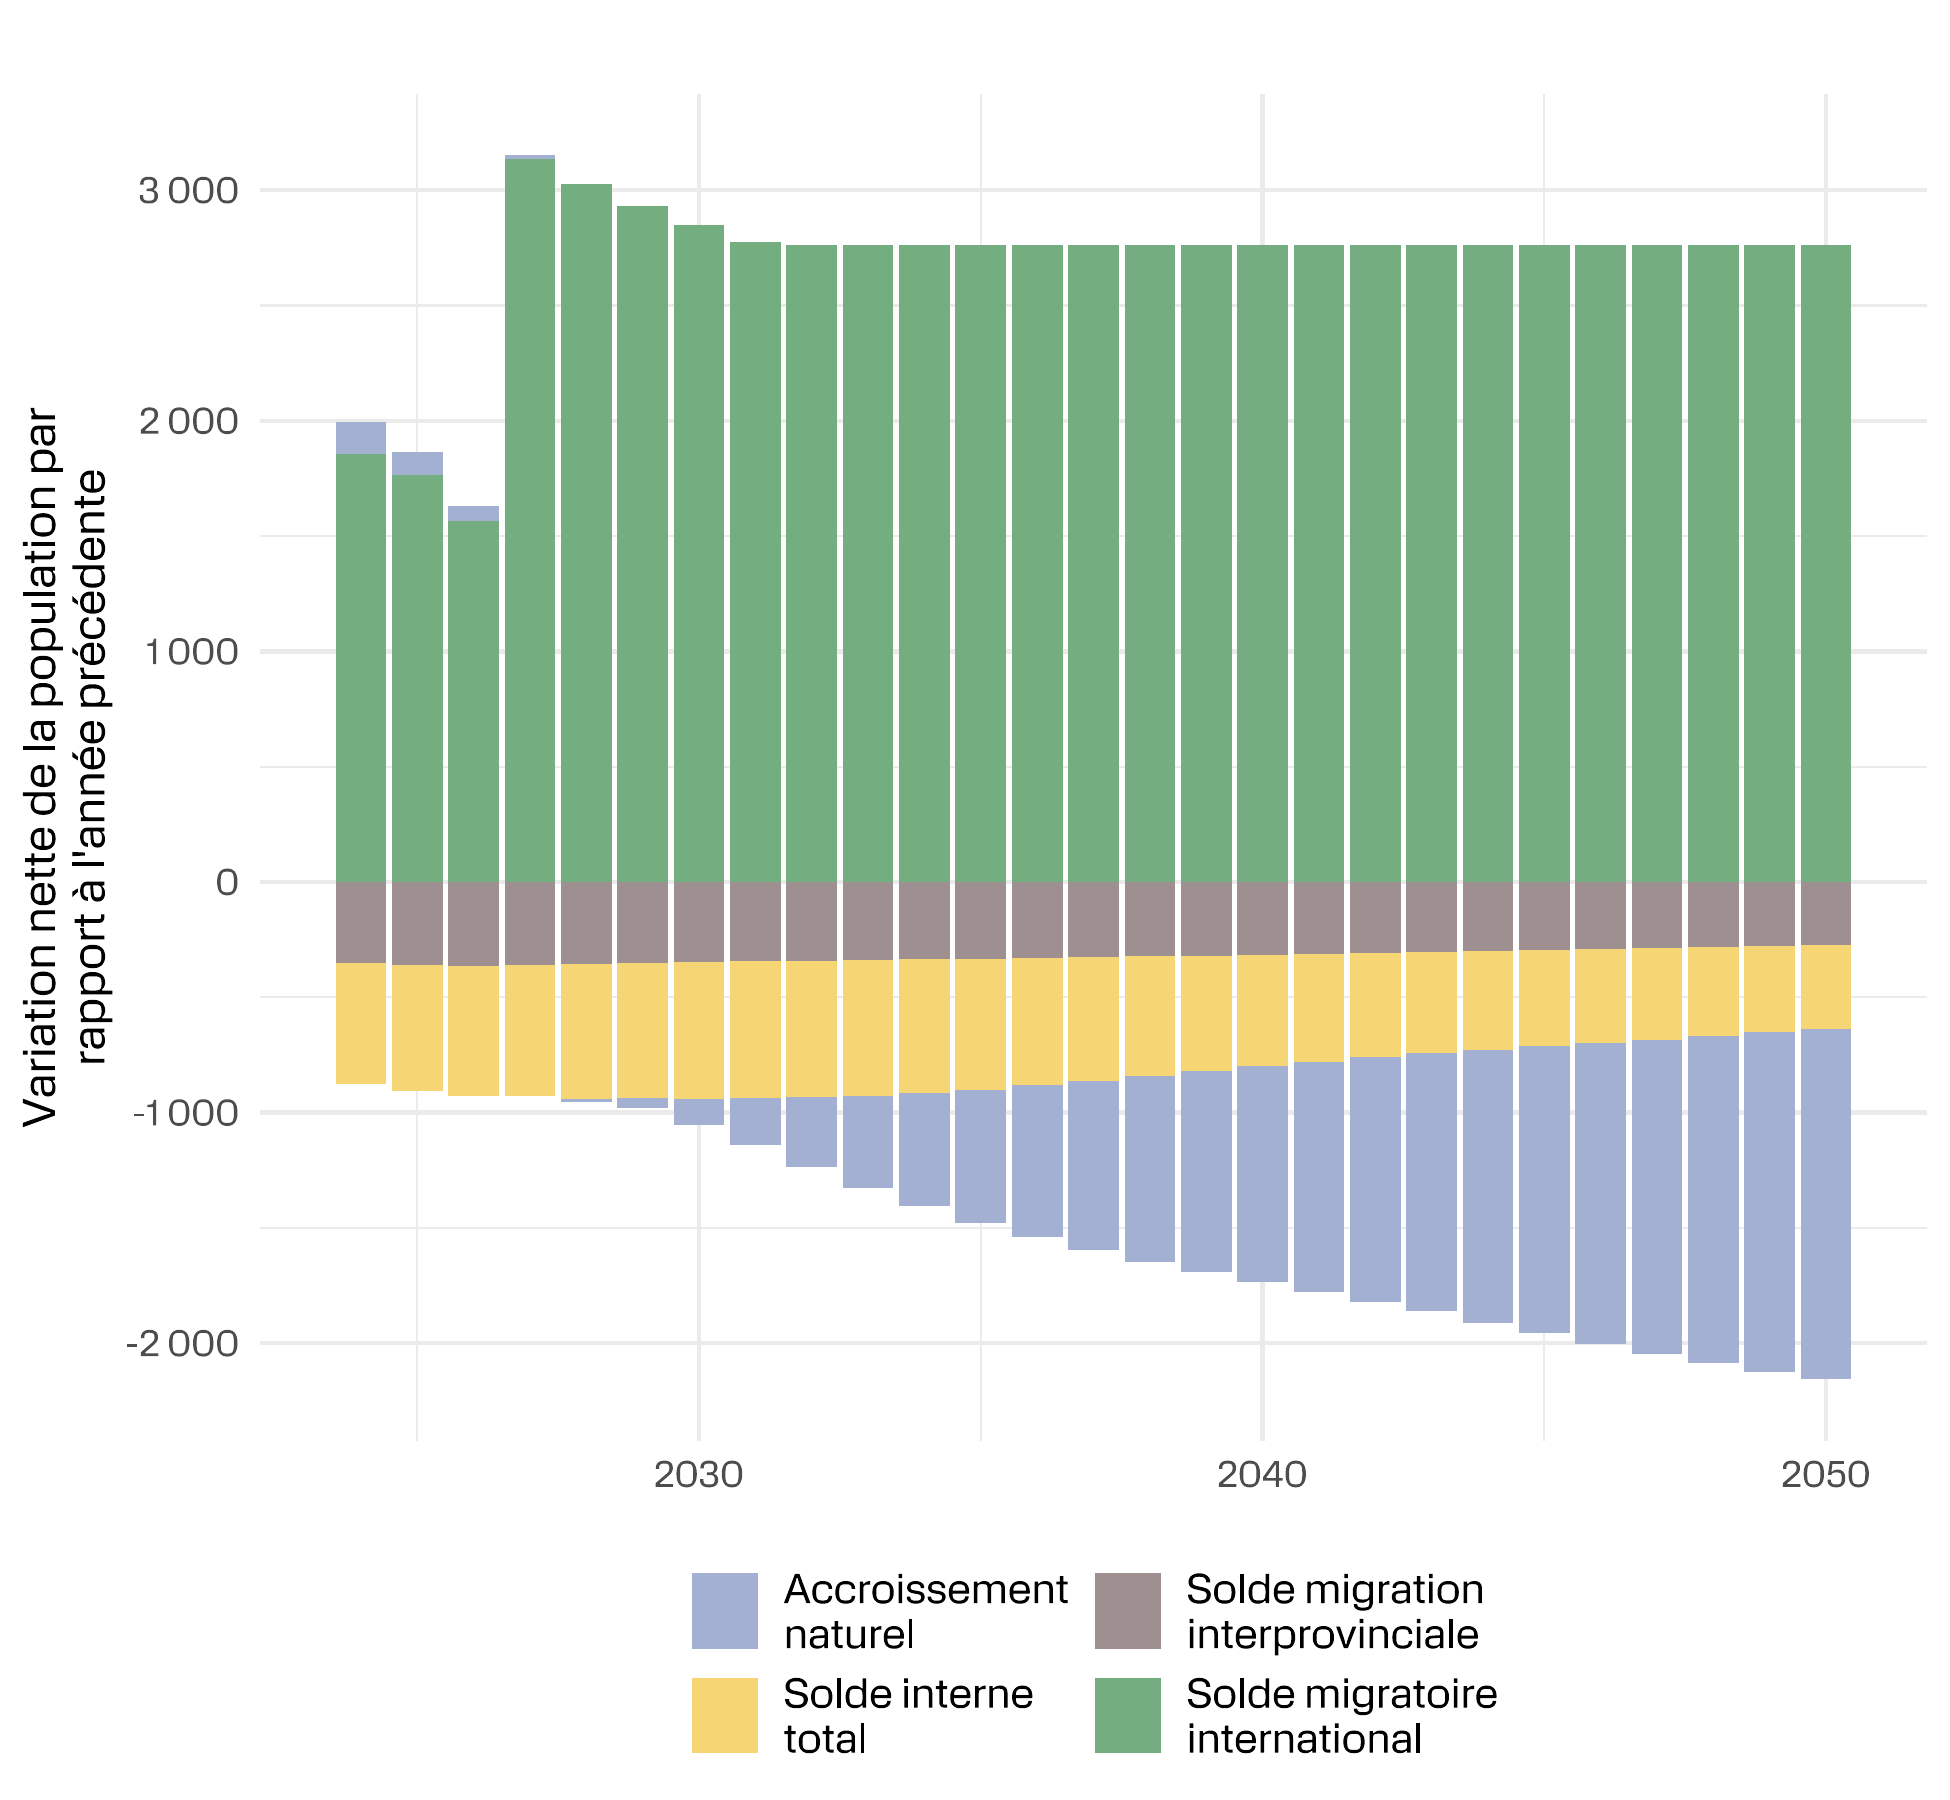 Variation nette de la population par
rapport à l'année précédente
3 000
2 000
1 000
0
-1 000
-2 000
2030
2040
2050
Accroissement
naturel
Solde interne
total
Solde migration
interprovinciale
Solde migratoire
international